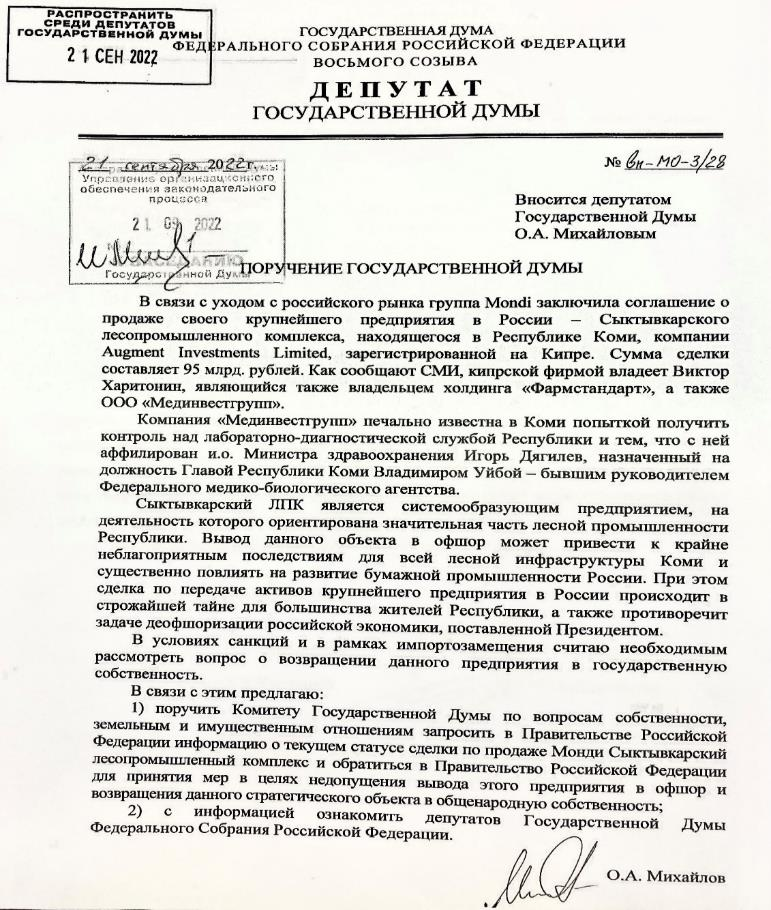 РАСПРОСТРАНИТЬ
СРЕДИ ДЕПУТАТОВ
ГОСУДАРСТВЕННОЙ ДУМЫ
21 СЕН 2022
ГОСУДАРСТВЕННАЯ ДУМА
ФЕДЕРАЛЬНОГО СОБРАНИЯ РОССИЙСКОЙ ФЕДЕРАЦИИ
ВОСЬМОГО СОЗЫВА
ДЕПУТАТ
ГОСУДАРСТВЕННОЙ ДУМЫ
21 сентября 2022 г.
№ вн-МО-3/28
Управление организационного
обеспечения законодательного
процесса
21 09 2022
К ЗАСЕДАНИЮ
Государственной Думы
Вносится депутатом
Государственной Думы
О.А. Михайловым
ПОРУЧЕНИЕ ГОСУДАРСТВЕННОЙ ДУМЫ
В связи с уходом с российского рынка группа Mondi заключила соглашение о
продаже своего крупнейшего предприятия в России – Сыктывкарского
лесопромышленного комплекса, находящегося в Республике Коми, компании
Augment Investments Limited, зарегистрированной на Кипре. Сумма сделки
составляет 95 млрд. рублей. Как сообщают СМИ, кипрской фирмой владеет Виктор
Харитонин, являющийся также владельцем холдинга «Фармстандарт», а также
ООО «Мединвестгрупп».
Компания «Мединвестгрупп» печально известна в Коми попыткой получить
контроль над лабораторно-диагностической службой Республики и тем, что с ней
аффилирован и.о. Министра здравоохранения Игорь Дягилев, назначенный на
должность Главой Республики Коми Владимиром Уйбой – бывшим руководителем
Федерального медико-биологического агентства.
Сыктывкарский ЛПК является системообразующим предприятием, на
деятельность которого ориентирована значительная часть лесной промышленности
Республики. Вывод данного объекта в офшор может привести к крайне
неблагоприятным последствиям для всей лесной инфраструктуры Коми и
существенно повлиять на развитие бумажной промышленности России. При этом
сделка по передаче активов крупнейшего предприятия в России происходит в
строжайшей тайне для большинства жителей Республики, а также противоречит
задаче деофшоризации российской экономики, поставленной Президентом.
В условиях санкций и в рамках импортозамещения считаю необходимым
рассмотреть вопрос о возвращении данного предприятия в государственную
собственность.
В связи с этим предлагаю:
1) поручить Комитету Государственной Думы по вопросам собственности,
земельным и имущественным отношениям запросить в Правительстве Российской
Федерации информацию о текущем статусе сделки по продаже Монди Сыктывкарский
лесопромышленный комплекс и обратиться в Правительство Российской Федерации
для принятия мер в целях недопущения вывода этого предприятия в офшор и
возвращения данного стратегического объекта в общенародную собственность;
2) с информацией ознакомить депутатов Государственной Думы
Федерального Собрания Российской Федерации.
О.А. Михайлов